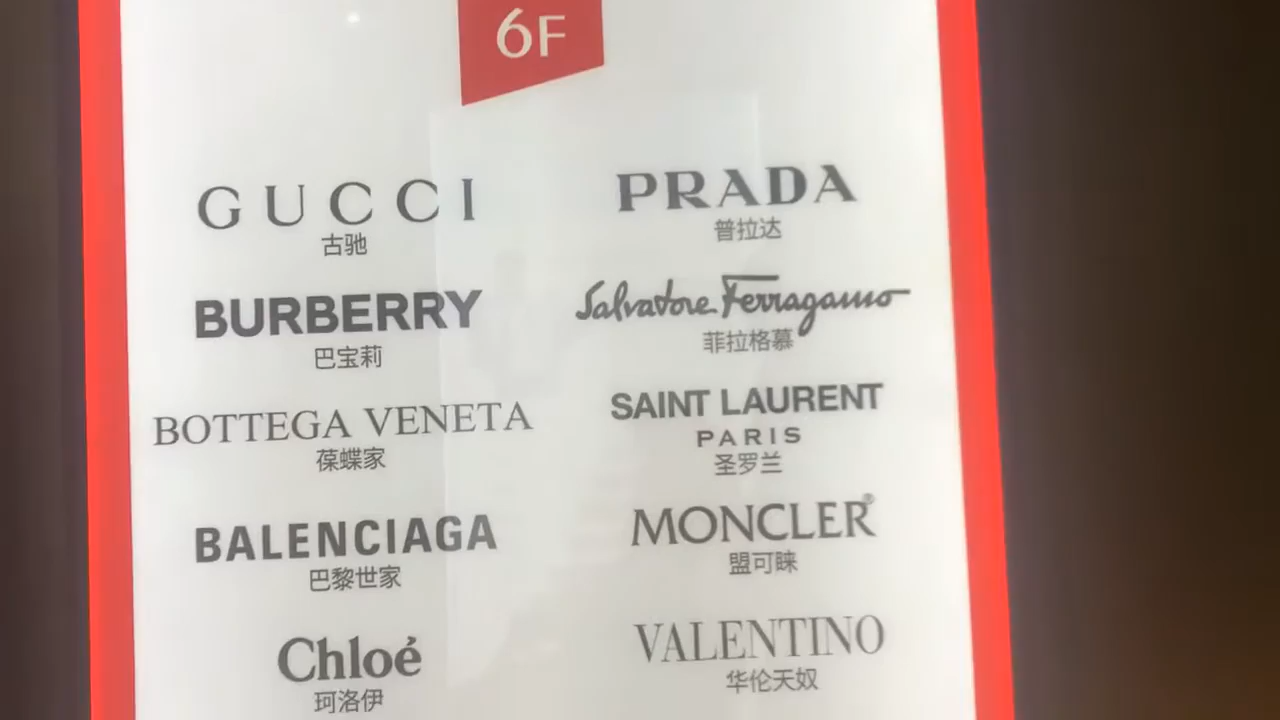 6F
GUCCI
古驰
PRADA
普拉达
BURBERRY
巴宝莉
Salvatore Ferragamo
菲拉格慕
BOTTEGA VENETA
葆蝶家
SAINT LAURENT
PARIS
圣罗兰
BALENCIAGA
巴黎世家
MONCLER®
盟可睐
Chloé
珂洛伊
VALENTINO
华伦天奴